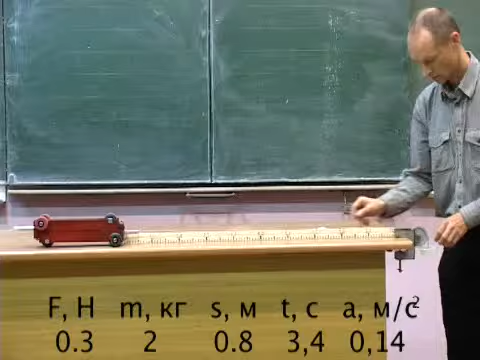 F, Н m, кг s, м t, с a, м/с²
0.3 2 0.8 3,4 0,14